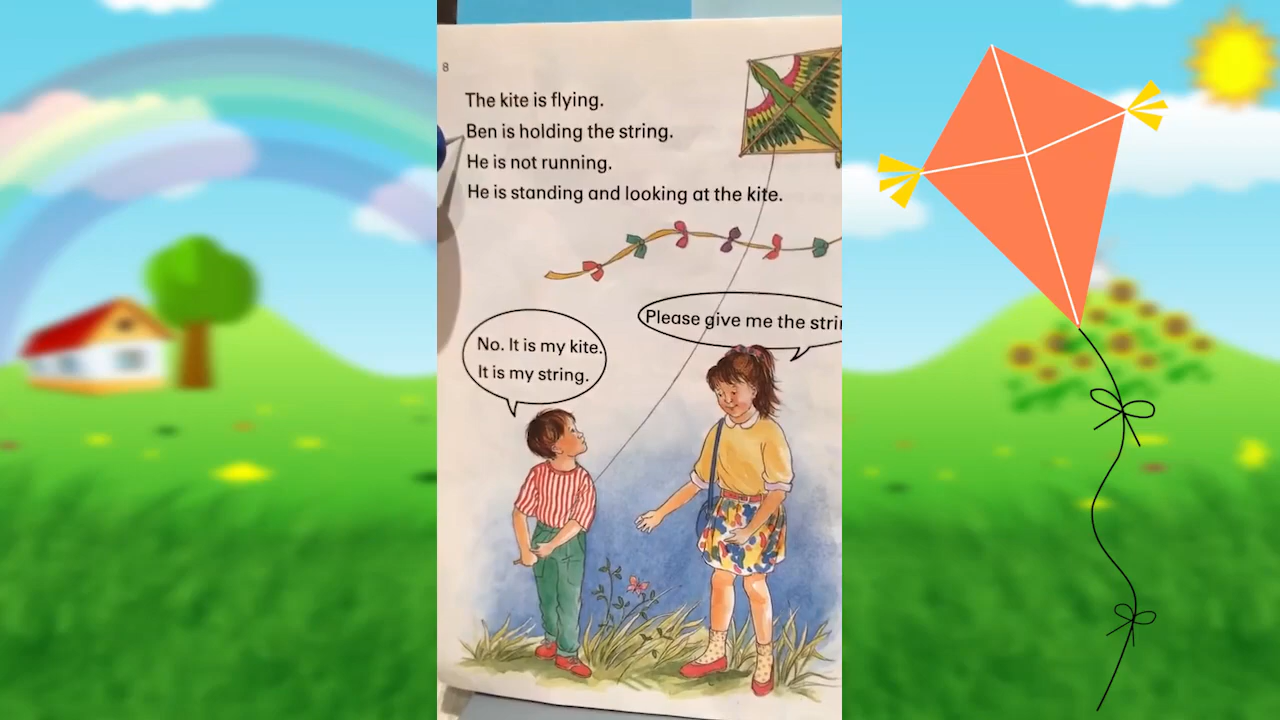 8
The kite is flying.
Ben is holding the string.
He is not running.
He is standing and looking at the kite.
Please give me the
No. It is my kite.
It is my string.